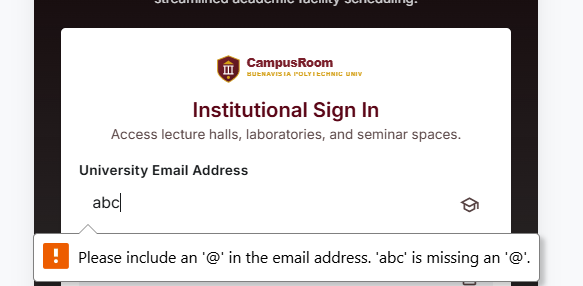 streamlined academic facility scheduling.
CampusRoom
BUENAVISTA POLYTECHNIC UNIV
Institutional Sign In
Access lecture halls, laboratories, and seminar spaces.
University Email Address
abc
Please include an '@' in the email address. 'abc' is missing an '@'.